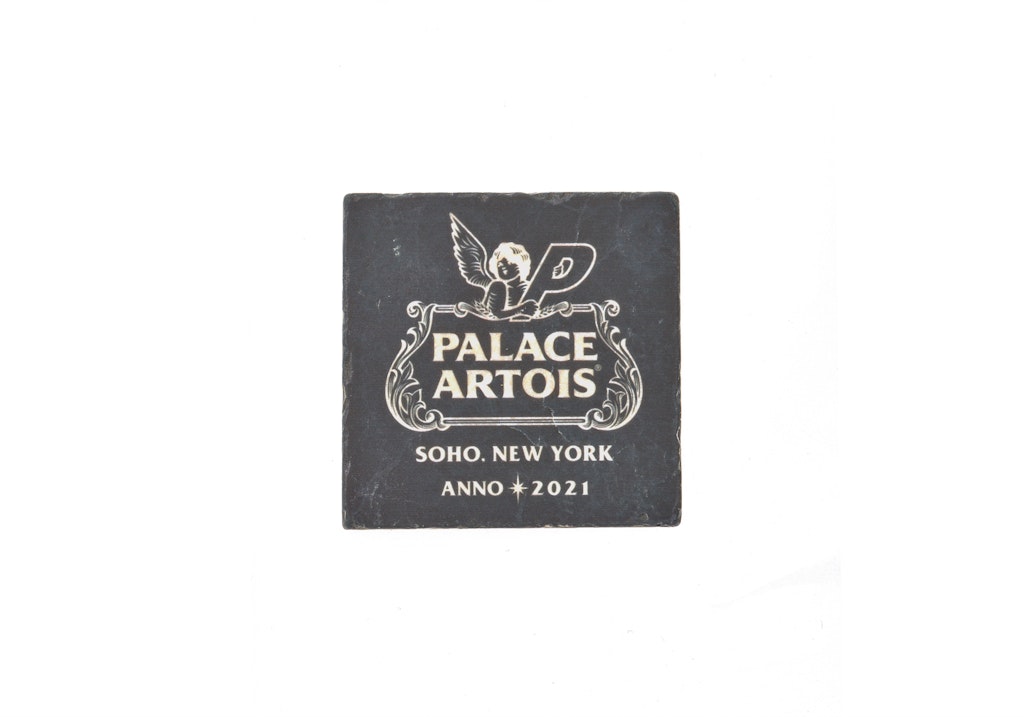 P
PALACE
ARTOIS®
SOHO. NEW YORK
ANNO ✴ 2021